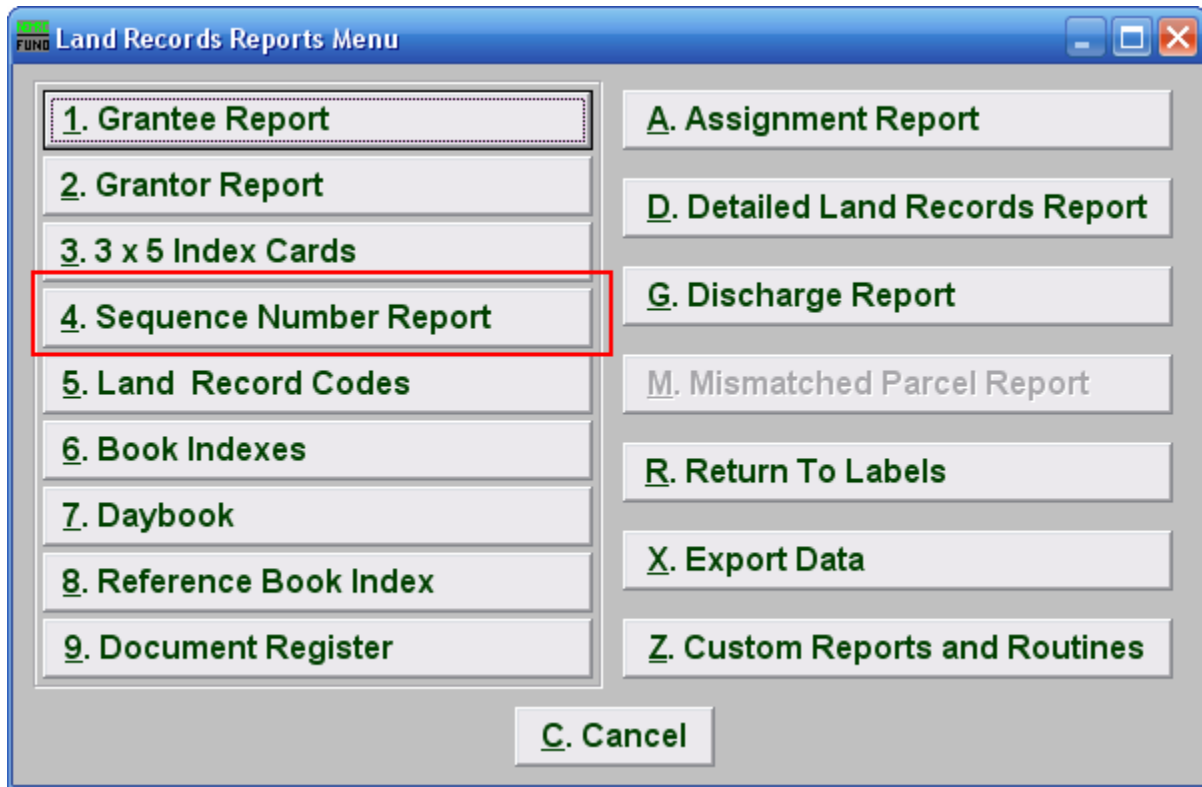 NEMRC
FUND Land Records Reports Menu
1. Grantee Report
2. Grantor Report
3. 3 x 5 Index Cards
4. Sequence Number Report
5. Land  Record Codes
6. Book Indexes
7. Daybook
8. Reference Book Index
9. Document Register
A. Assignment Report
D. Detailed Land Records Report
G. Discharge Report
M. Mismatched Parcel Report
R. Return To Labels
X. Export Data
Z. Custom Reports and Routines
C. Cancel